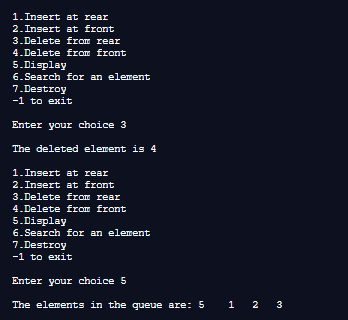 1.Insert at rear
2.Insert at front
3.Delete from rear
4.Delete from front
5.Display
6.Search for an element
7.Destroy
-1 to exit
Enter your choice 3
The deleted element is 4
1.Insert at rear
2.Insert at front
3.Delete from rear
4.Delete from front
5.Display
6.Search for an element
7.Destroy
-1 to exit
Enter your choice 5
The elements in the queue are: 5 1 2 3